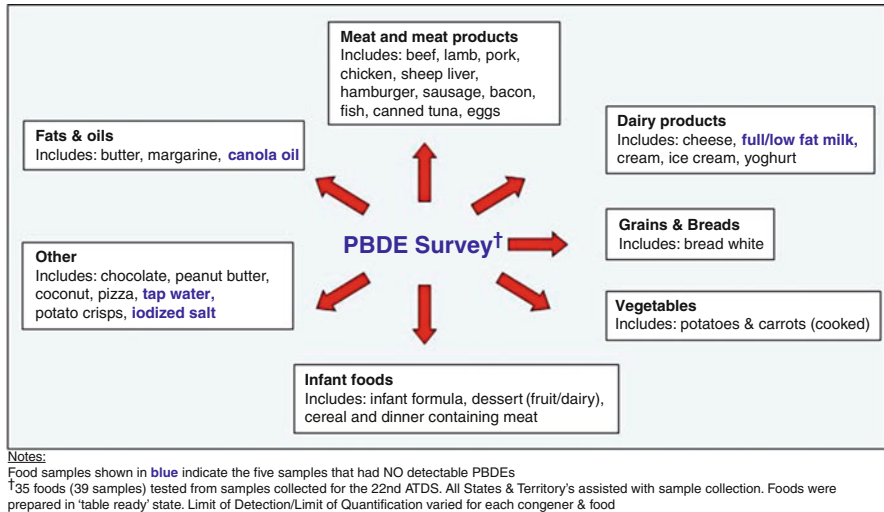 Meat and meat products
Includes: beef, lamb, pork,
chicken, sheep liver,
hamburger, sausage, bacon,
fish, canned tuna, eggs
Fats & oils
Includes: butter, margarine, canola oil
Dairy products
Includes: cheese, full/low fat milk,
cream, ice cream, yoghurt
PBDE Survey†
Grains & Breads
Includes: bread white
Other
Includes: chocolate, peanut butter,
coconut, pizza, tap water,
potato crisps, iodized salt
Vegetables
Includes: potatoes & carrots (cooked)
Infant foods
Includes: infant formula, dessert (fruit/dairy),
cereal and dinner containing meat
Notes:
Food samples shown in blue indicate the five samples that had NO detectable PBDEs
†35 foods (39 samples) tested from samples collected for the 22nd ATDS. All States & Territory's assisted with sample collection. Foods were
prepared in 'table ready' state. Limit of Detection/Limit of Quantification varied for each congener & food